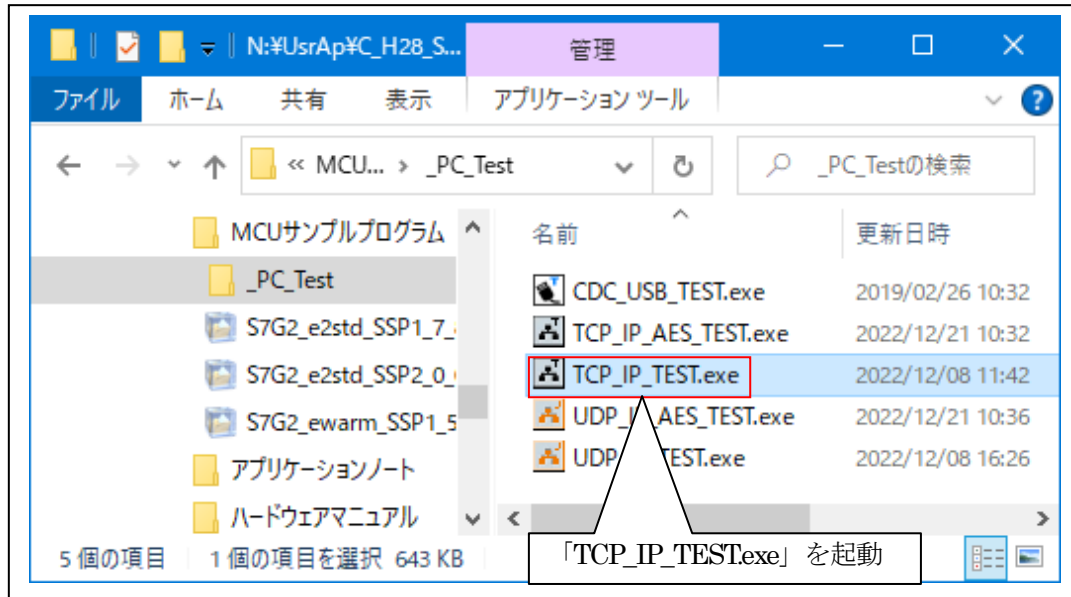 N:¥UsrAp¥C_H28_S...
管理
ファイル ホーム 共有 表示 アプリケーション ツール
« MCU... › _PC_Test
_PC_Testの検索
MCUサンプルプログラム
_PC_Test
S7G2_e2std_SSP1_7_
S7G2_e2std_SSP2_0_
S7G2_ewarm_SSP1_5
アプリケーションノート
ハードウェアマニュアル
名前 更新日時
CDC_USB_TEST.exe 2019/02/26 10:32
TCP_IP_AES_TEST.exe 2022/12/21 10:32
TCP_IP_TEST.exe 2022/12/08 11:42
UDP_I AES_TEST.exe 2022/12/21 10:36
UDP TEST.exe 2022/12/08 16:26
「TCP_IP_TEST.exe」を起動
5 個の項目 1 個の項目を選択 643 KB